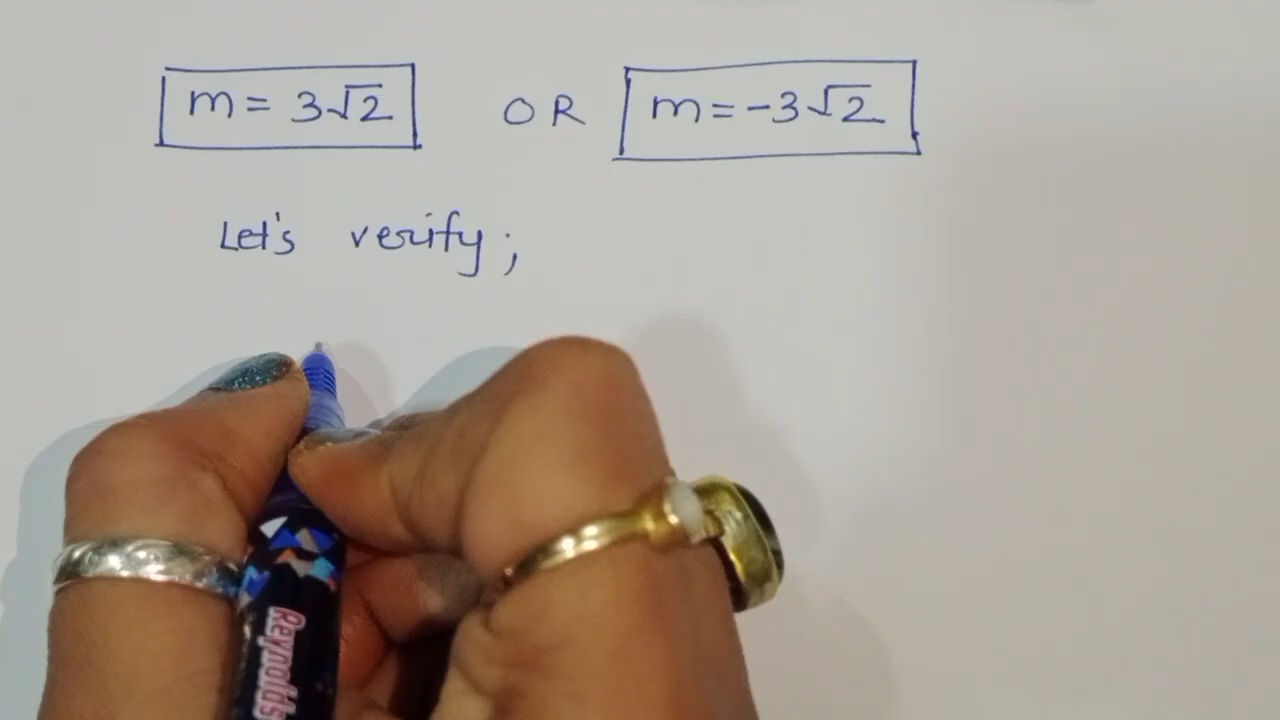 m = 3√2 OR m = -3√2
Let's verify;
Reynolds